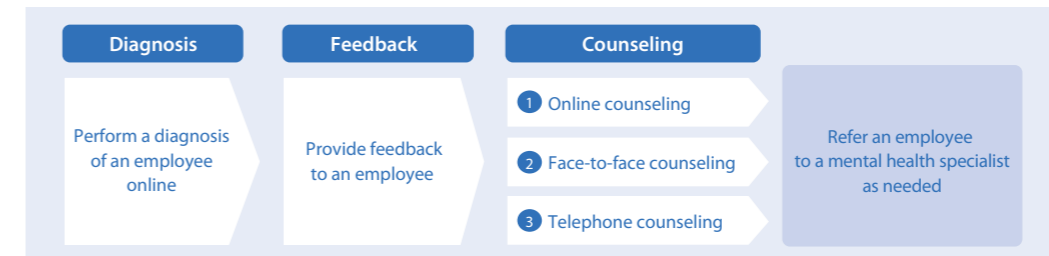 Diagnosis
Perform a diagnosis
of an employee
online
Feedback
Provide feedback
to an employee
Counseling
1 Online counseling
2 Face-to-face counseling
3 Telephone counseling
Refer an employee
to a mental health specialist
as needed